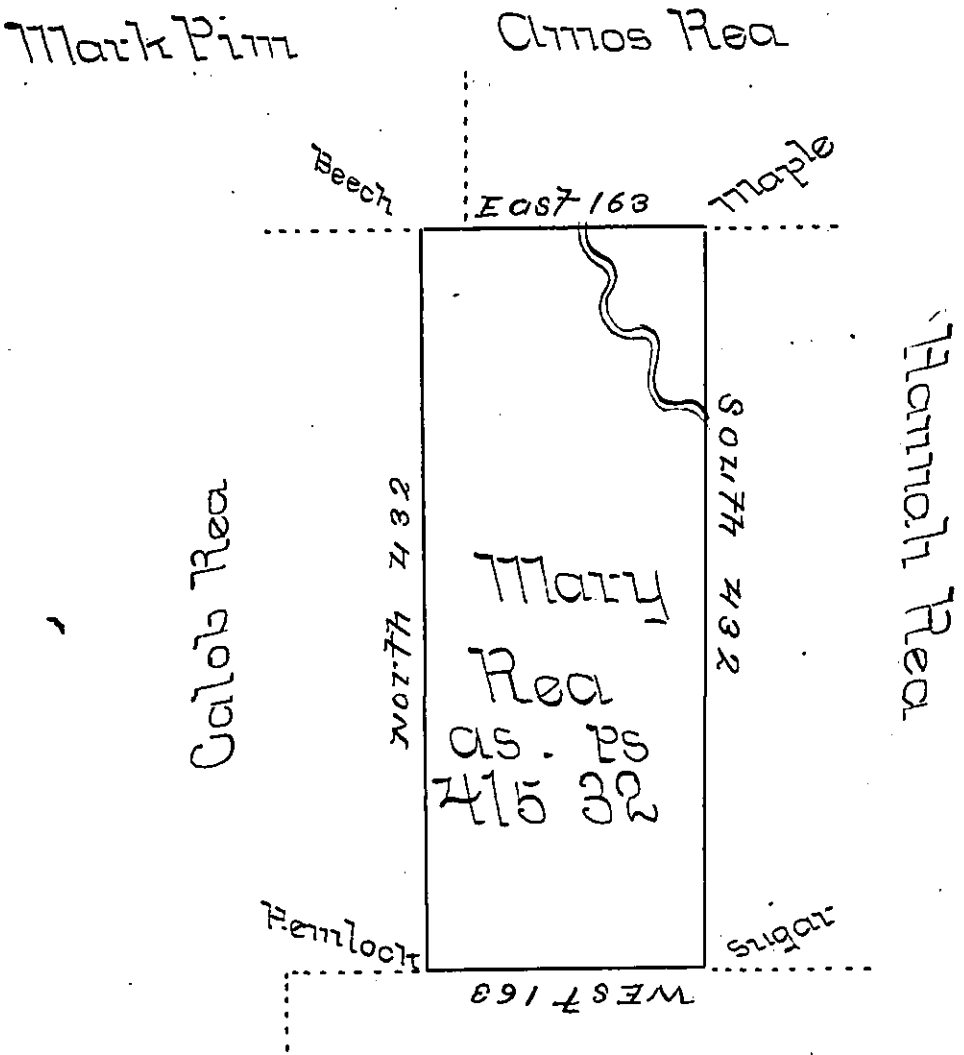 Mark Pim
Amos Rea
Beech
East 163
Maple
Calob Rea
North 432
Mary
Rea
as. Ps
415 32
South 432
Hannah Rea
Hemlock
Sugar
West 163